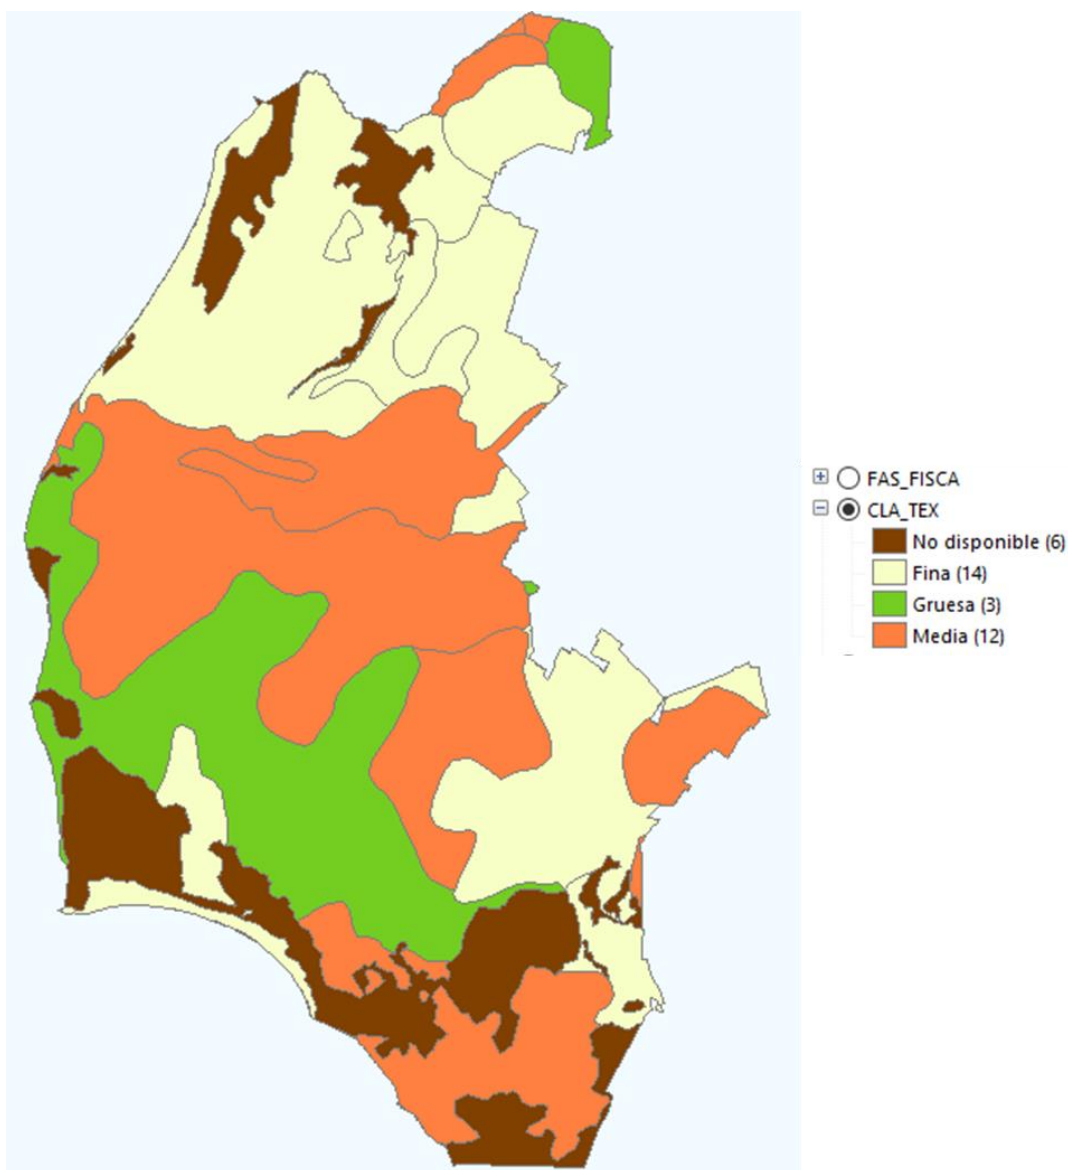 FAS_FISCA
CLA_TEX
No disponible (6)
Fina (14)
Gruesa (3)
Media (12)